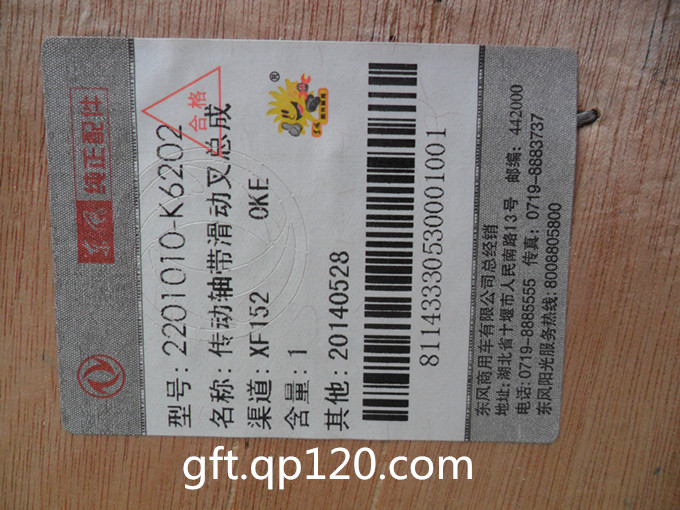 东风 纯正配件
合格
型号: 2201010-K6202
名称: 传动轴带滑动叉总成
渠道: XF152 OKE
含量: 1
其他: 20140528
®
811433305300010​01
东风商用车有限公司总经销
地址: 湖北省十堰市人民南路13号 邮编: 442000
电话: 0719-8885555 传真: 0719-8883737
东风阳光服务热线: 8008805800
gft.qp120.com